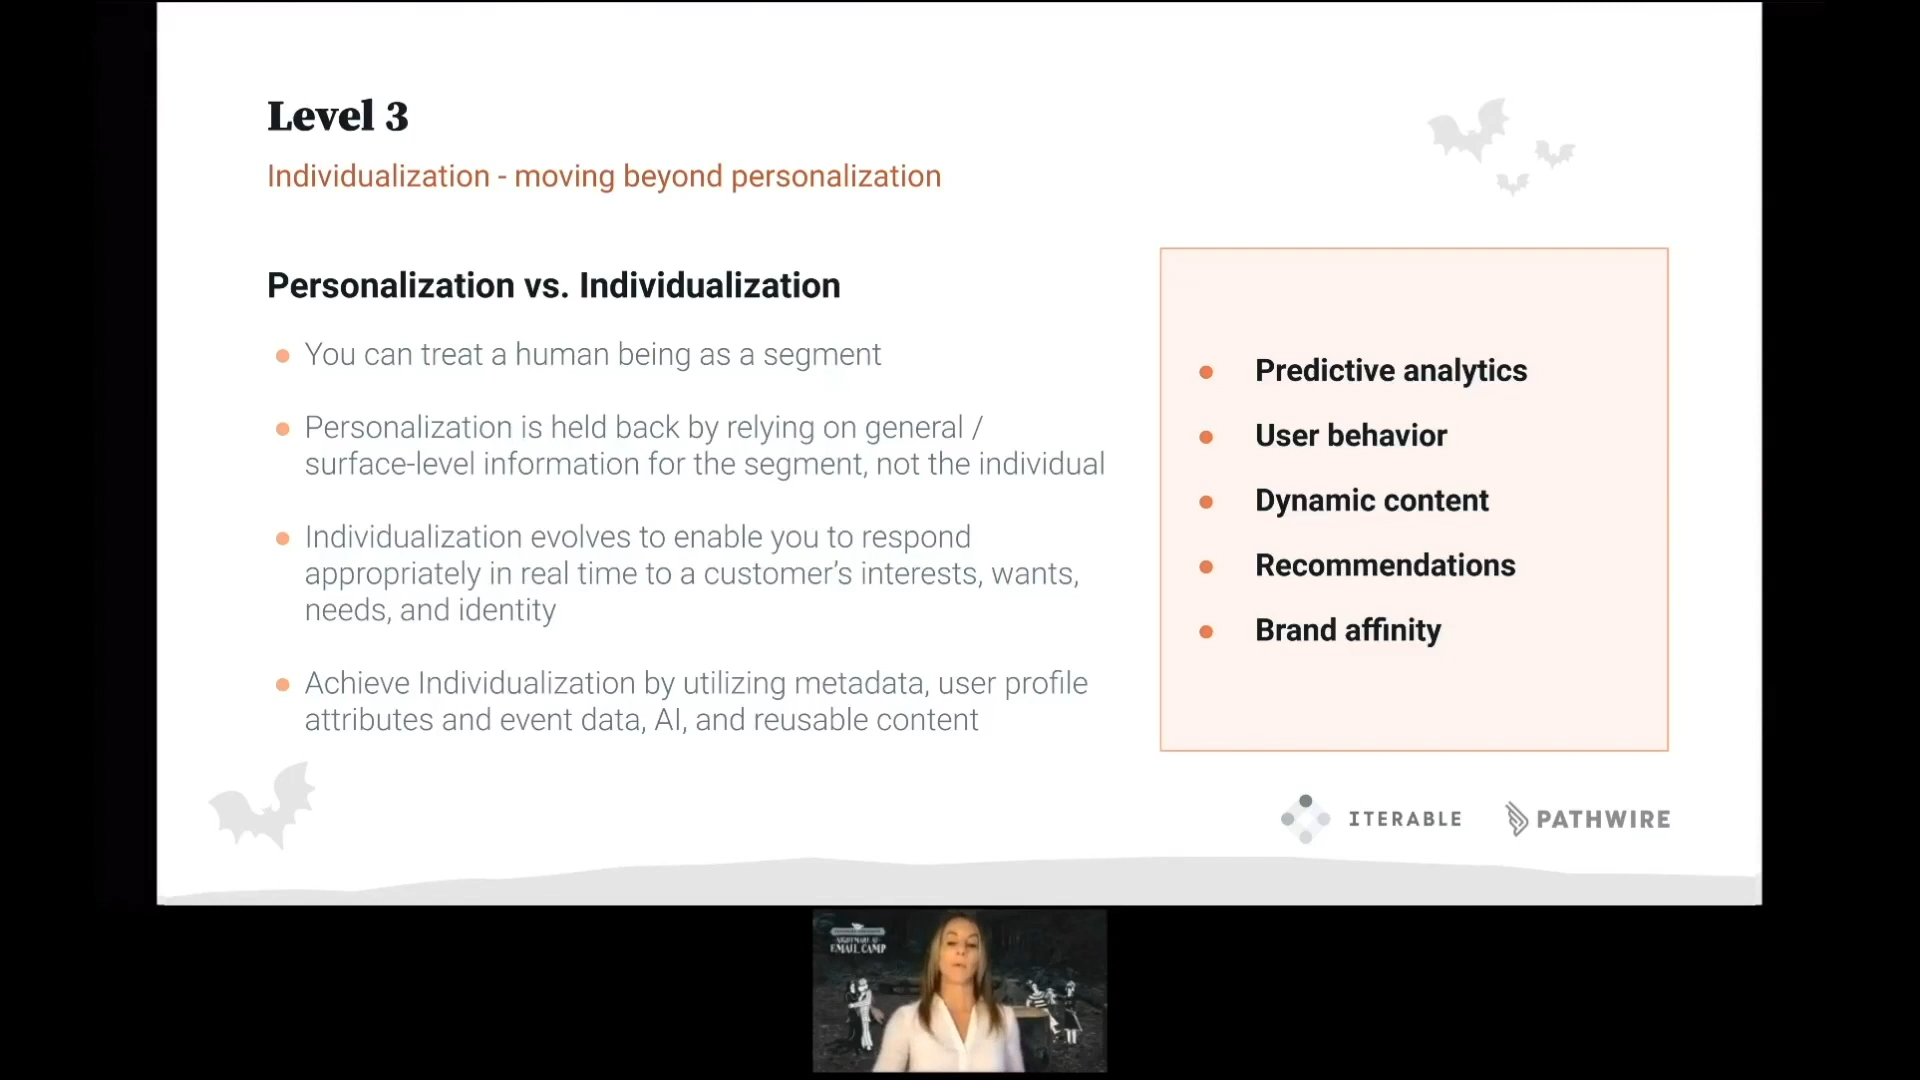 Level 3
Individualization - moving beyond personalization
Personalization vs. Individualization
You can treat a human being as a segment
Personalization is held back by relying on general /
surface-level information for the segment, not the individual
Individualization evolves to enable you to respond
appropriately in real time to a customer’s interests, wants,
needs, and identity
Achieve Individualization by utilizing metadata, user profile
attributes and event data, AI, and reusable content
Predictive analytics
User behavior
Dynamic content
Recommendations
Brand affinity
ITERABLE
PATHWIRE
NIGHTMARE AT
EMAIL CAMP